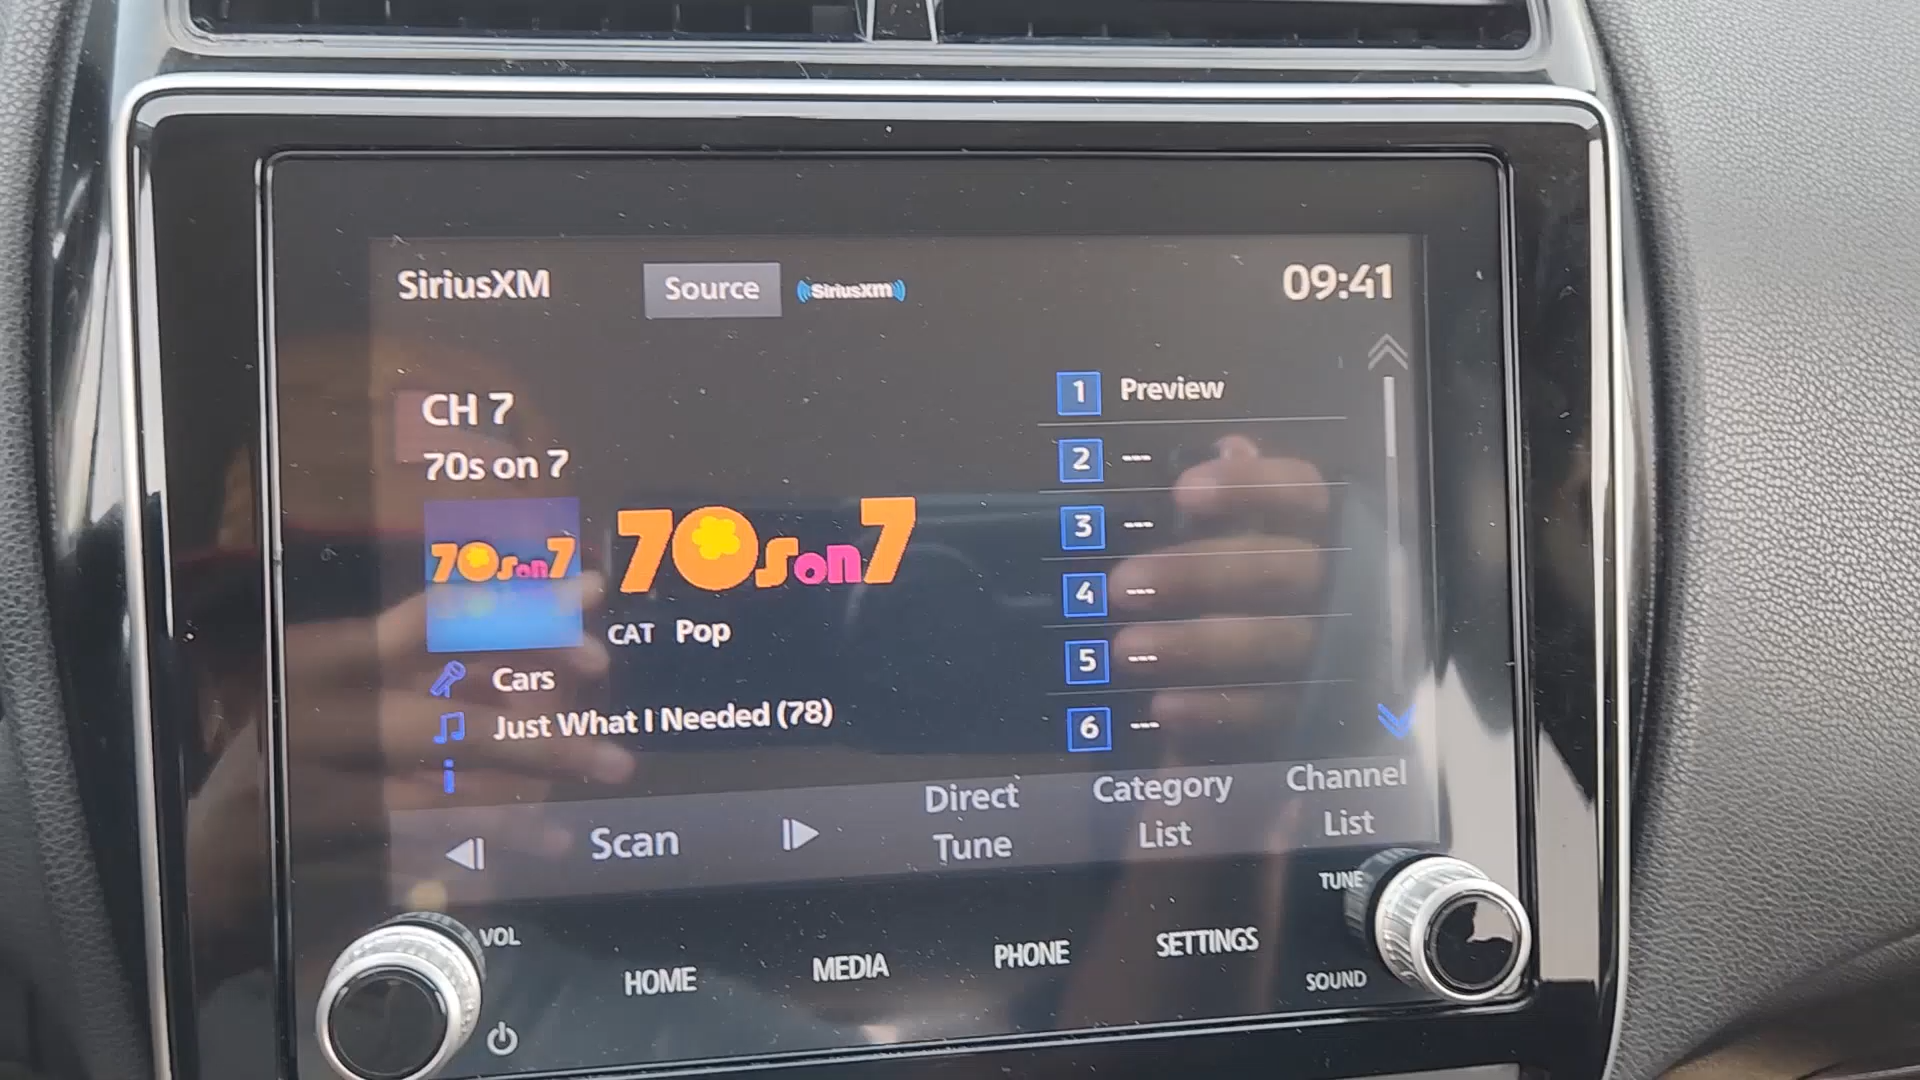 SiriusXM
Source
SiriusXM
09:41
CH 7
70s on 7
70s on 7
70s on 7
CAT Pop
Cars
Just What I Needed (78)
i
1 Preview
2 ---
3 ---
4 ---
5 ---
6 ---
Scan
Direct
Tune
Category
List
Channel
List
VOL
HOME
MEDIA
PHONE
SETTINGS
TUNE
SOUND